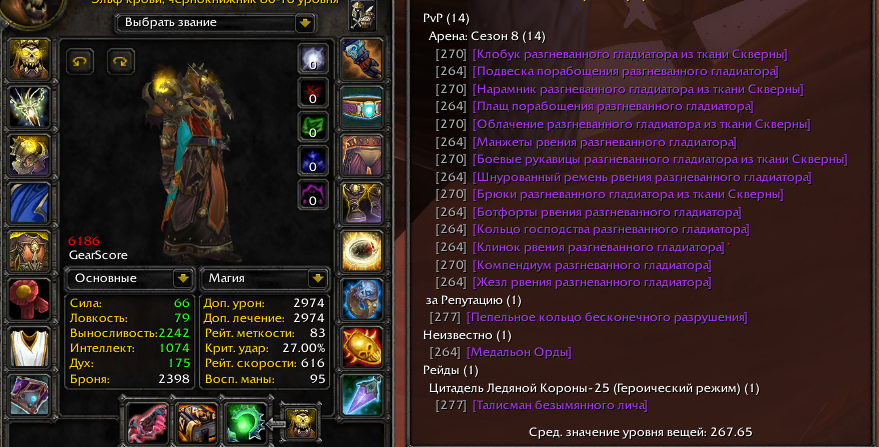 Эльф крови, чернокнижник 80-го уровня
Выбрать звание
0
0
0
0
0
6186
GearScore
Основные
Магия
Сила: 66
Ловкость: 79
Выносливость: 2242
Интеллект: 1074
Дух: 175
Броня: 2398
Доп. урон: 2974
Доп. лечение: 2974
Рейт. меткости: 83
Крит. удар: 27.00%
Рейт. скорости: 616
Восп. маны: 95
PvP (14)
Арена: Сезон 8 (14)
[270] [Клобук разгневанного гладиатора из ткани Скверны]
[264] [Подвеска порабощения разгневанного гладиатора]
[270] [Нарамник разгневанного гладиатора из ткани Скверны]
[264] [Плащ порабощения разгневанного гладиатора]
[270] [Облачение разгневанного гладиатора из ткани Скверны]
[264] [Манжеты рвения разгневанного гладиатора]
[270] [Боевые рукавицы разгневанного гладиатора из ткани Скверны]
[264] [Шнурованный ремень рвения разгневанного гладиатора]
[270] [Брюки разгневанного гладиатора из ткани Скверны]
[264] [Ботфорты рвения разгневанного гладиатора]
[264] [Кольцо господства разгневанного гладиатора]
[264] [Клинок рвения разгневанного гладиатора]
[270] [Компендиум разгневанного гладиатора]
[264] [Жезл рвения разгневанного гладиатора]
за Репутацию (1)
[277] [Пепельное кольцо бесконечного разрушения]
Неизвестно (1)
[264] [Медальон Орды]
Рейды (1)
Цитадель Ледяной Короны-25 (Героический режим) (1)
[277] [Талисман безымянного лича]
Сред. значение уровня вещей: 267.65